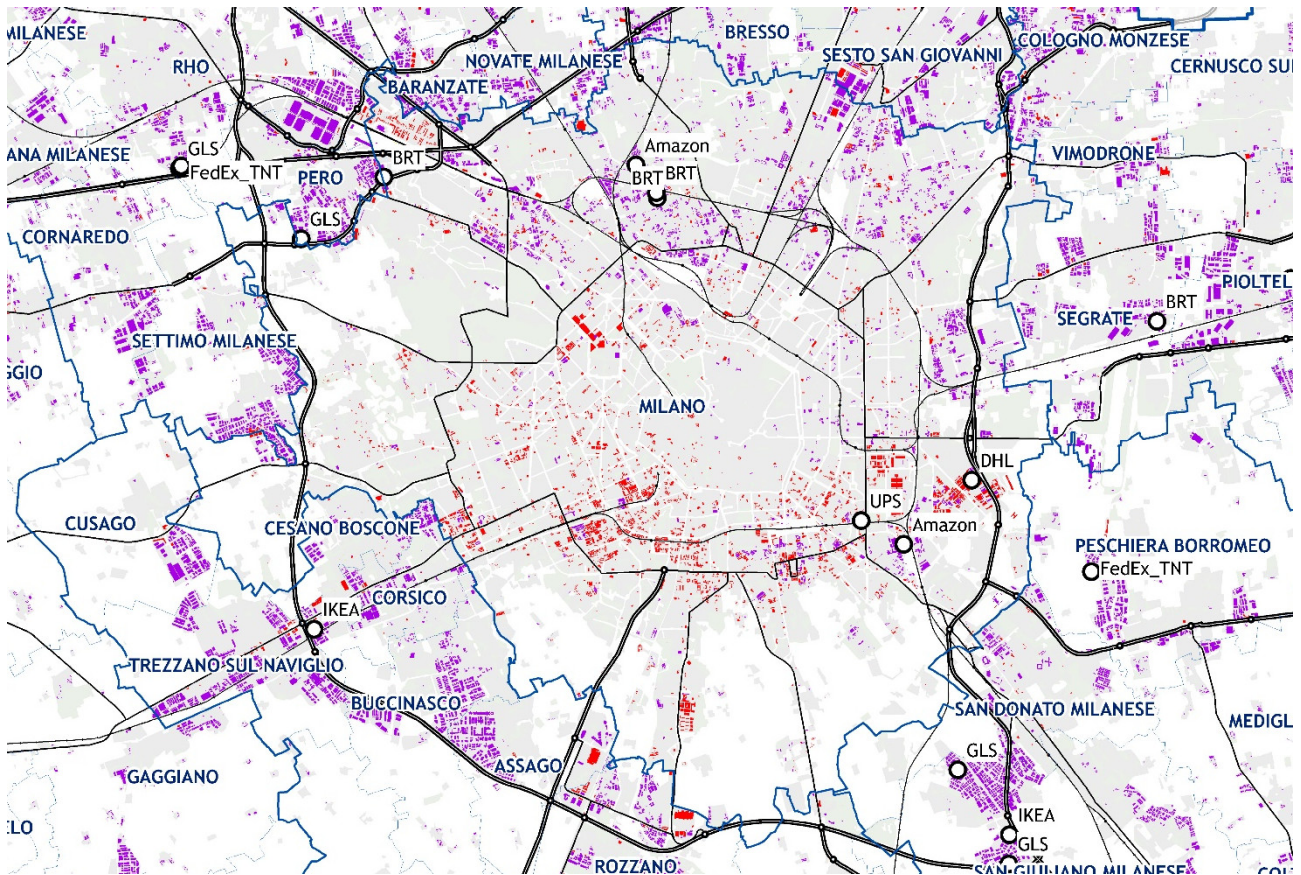 MILANESE
BRESSO
COLOGNO MONZESE
SESTO SAN GIOVANNI
RHO
NOVATE MILANESE
CERNUSCO SU
BARANZATE
GLS
Amazon
ANA MILANESE
BRT
VIMODRONE
FedEx_TNT
PERO
BRT
BRT
GLS
CORNAREDO
PIOLTEL
BRT
SEGRATE
SETTIMO MILANESE
GGIO
MILANO
DHL
UPS
CUSAGO
CESANO BOSCONE
Amazon
PESCHIERA BORROMEO
FedEx_TNT
CORSICO
IKEA
TREZZANO SUL NAVIGLIO
BUCCINASCO
SAN DONATO MILANESE
MEDIGL
GLS
ASSAGO
GAGGIANO
IKEA
ELO
GLS
ROZZANO
SAN GIULIANO MILANESE